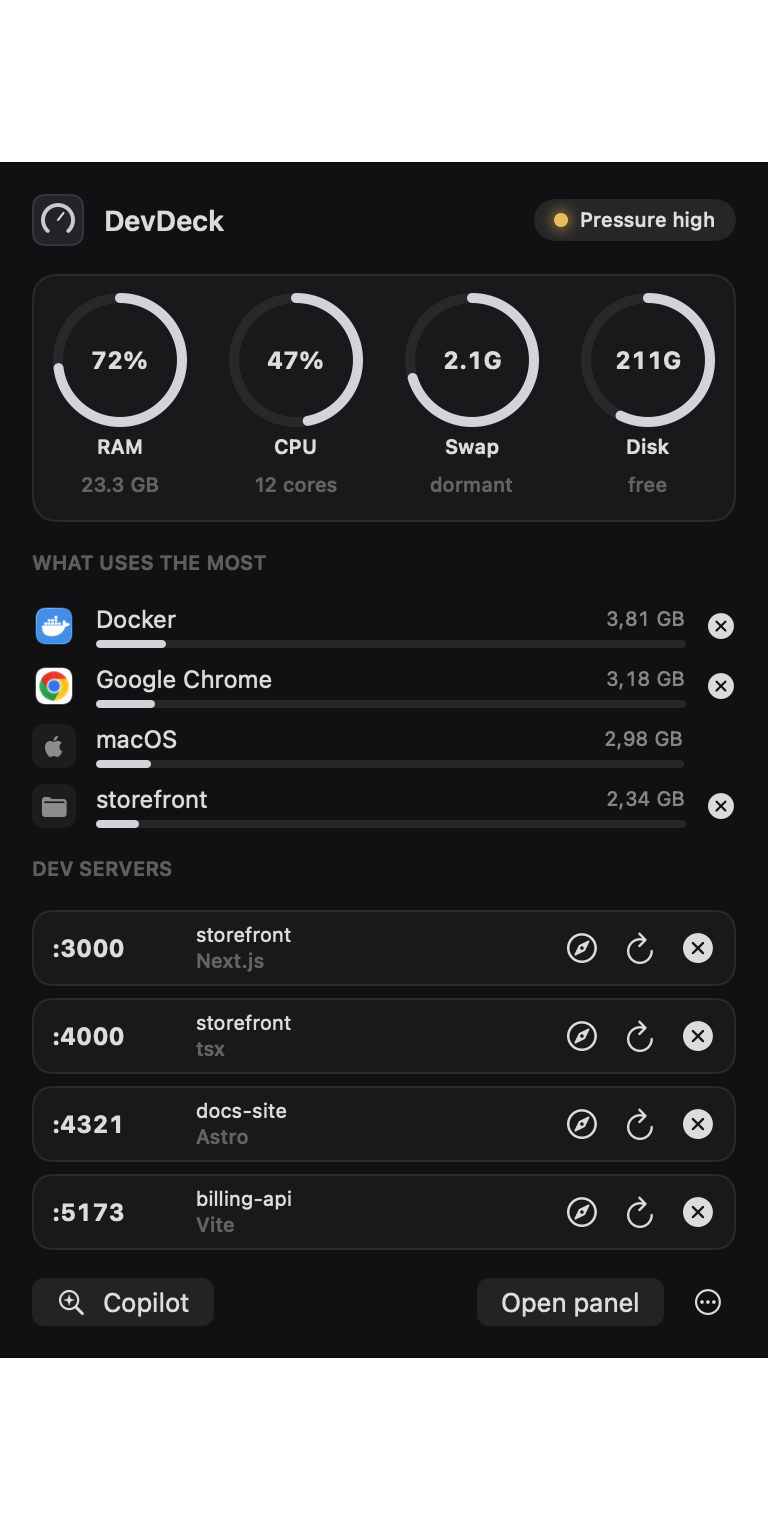 DevDeck
Pressure high
72%
47%
2.1G
211G
RAM
CPU
Swap
Disk
23.3 GB
12 cores
dormant
free
WHAT USES THE MOST
Docker
3,81 GB
Google Chrome
3,18 GB
macOS
2,98 GB
storefront
2,34 GB
DEV SERVERS
:3000
storefront
Next.js
:4000
storefront
tsx
:4321
docs-site
Astro
:5173
billing-api
Vite
Copilot
Open panel